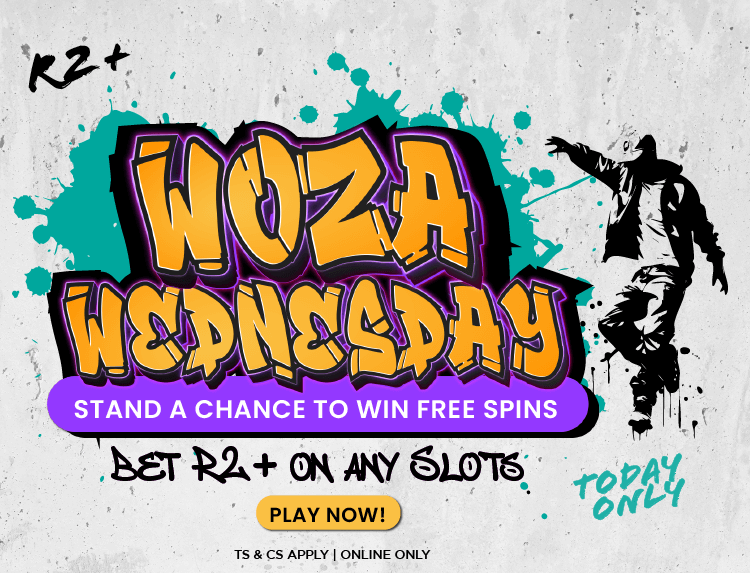 R2+
WOZA
WEDNESDAY
STAND A CHANCE TO WIN FREE SPINS
BET R2+ ON ANY SLOTS
TODAY
ONLY
PLAY NOW!
TS & CS APPLY | ONLINE ONLY